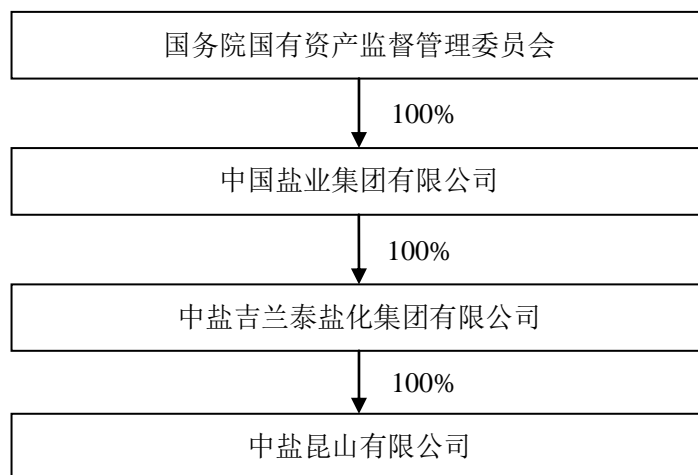 国务院国有资产监督管理委员会
100%
中国盐业集团有限公司
100%
中盐吉兰泰盐化集团有限公司
100%
中盐昆山有限公司